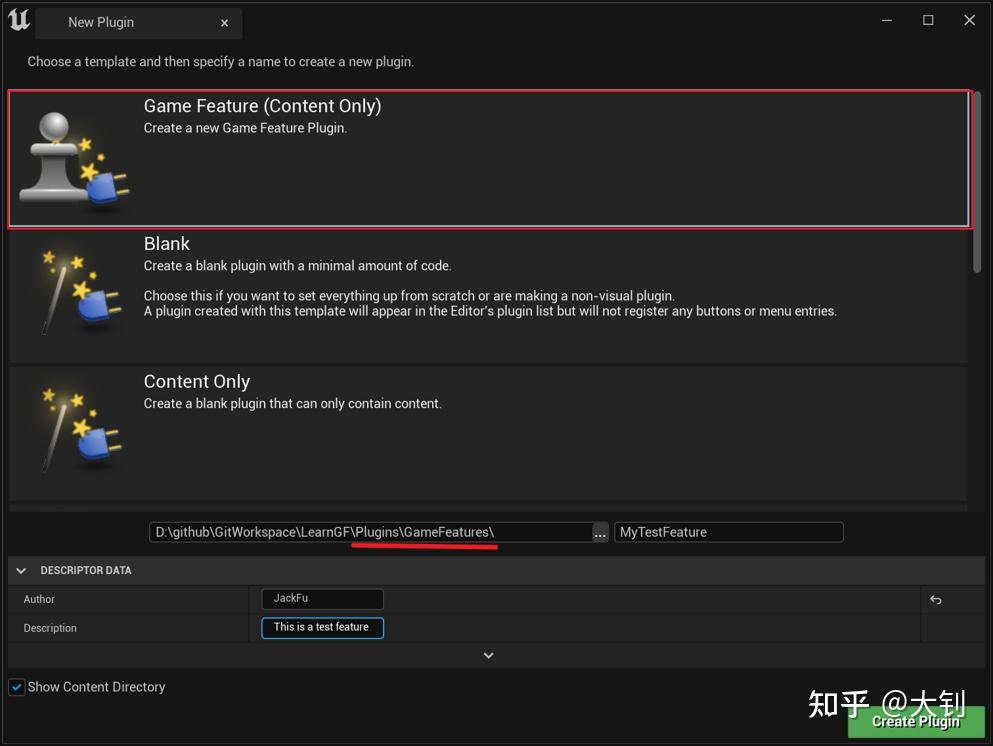 New Plugin
Choose a template and then specify a name to create a new plugin.
Game Feature (Content Only)
Create a new Game Feature Plugin.
Blank
Create a blank plugin with a minimal amount of code.
Choose this if you want to set everything up from scratch or are making a non-visual plugin.
A plugin created with this template will appear in the Editor's plugin list but will not register any buttons or menu entries.
Content Only
Create a blank plugin that can only contain content.
D:\github\GitWorkspace\LearnGF\Plugins\GameFeatures\ ... MyTestFeature
DESCRIPTOR DATA
Author JackFu
Description This is a test feature
Show Content Directory
知乎 @大钊
Create Plugin